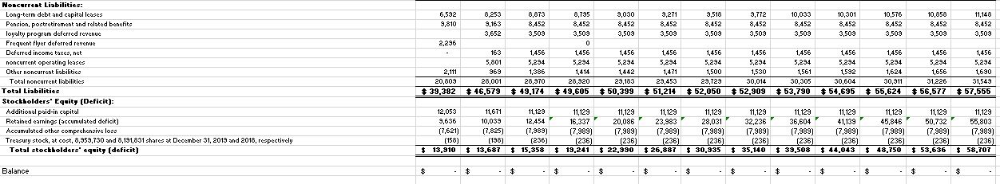 Noncurrent Liabilities:
Long-term debt and capital leases 6,592 8,253 8,873 8,795 9,030 9,271 9,518 9,772 10,033 10,301 10,576 10,858 11,148
Pension, postretirement and related benefits 9,810 9,163 8,452 8,452 8,452 8,452 8,452 8,452 8,452 8,452 8,452 8,452 8,452
loyalty program deferred revenue 3,652 3,509 3,509 3,509 3,509 3,509 3,509 3,509 3,509 3,509 3,509 3,509
Frequent flyer deferred revenue 2,296 0
Deferred income taxes, net - 163 1,456 1,456 1,456 1,456 1,456 1,456 1,456 1,456 1,456 1,456 1,456
noncurrent operating leases 5,801 5,294 5,294 5,294 5,294 5,294 5,294 5,294 5,294 5,294 5,294 5,294
Other noncurrent liabilities 2,111 969 1,386 1,414 1,442 1,471 1,500 1,530 1,561 1,592 1,624 1,656 1,690
Total noncurrent liabilities 20,809 28,001 28,970 28,920 29,183 29,453 29,729 30,014 30,305 30,604 30,911 31,226 31,549
Total Liabilities $ 39,382 $ 46,579 $ 49,174 $ 49,605 $ 50,399 $ 51,214 $ 52,050 $ 52,909 $ 53,790 $ 54,695 $ 55,624 $ 56,577 $ 57,555
Stockholders' Equity (Deficit):
Additional paid-in capital 12,053 11,671 11,129 11,129 11,129 11,129 11,129 11,129 11,129 11,129 11,129 11,129 11,129
Retained earnings (accumulated deficit) 9,636 10,039 12,454 16,337 20,086 23,983 28,031 32,236 36,604 41,139 45,846 50,732 55,803
Accumulated other comprehensive loss (7,621) (7,825) (7,989) (7,989) (7,989) (7,989) (7,989) (7,989) (7,989) (7,989) (7,989) (7,989) (7,989)
Treasury stock, at cost, 8,959,730 and 8,191,831 shares at December 31, 2019 and 2018, respectively (158) (198) (236) (236) (236) (236) (236) (236) (236) (236) (236) (236) (236)
Total stockholders' equity (deficit) $ 13,910 $ 13,687 $ 15,358 $ 19,241 $ 22,990 $ 26,887 $ 30,935 $ 35,140 $ 39,508 $ 44,043 $ 48,750 $ 53,636 $ 58,707
Balance $ - $ - $ - $ - $ - $ - $ - $ - $ - $ - $ - $ - $ -